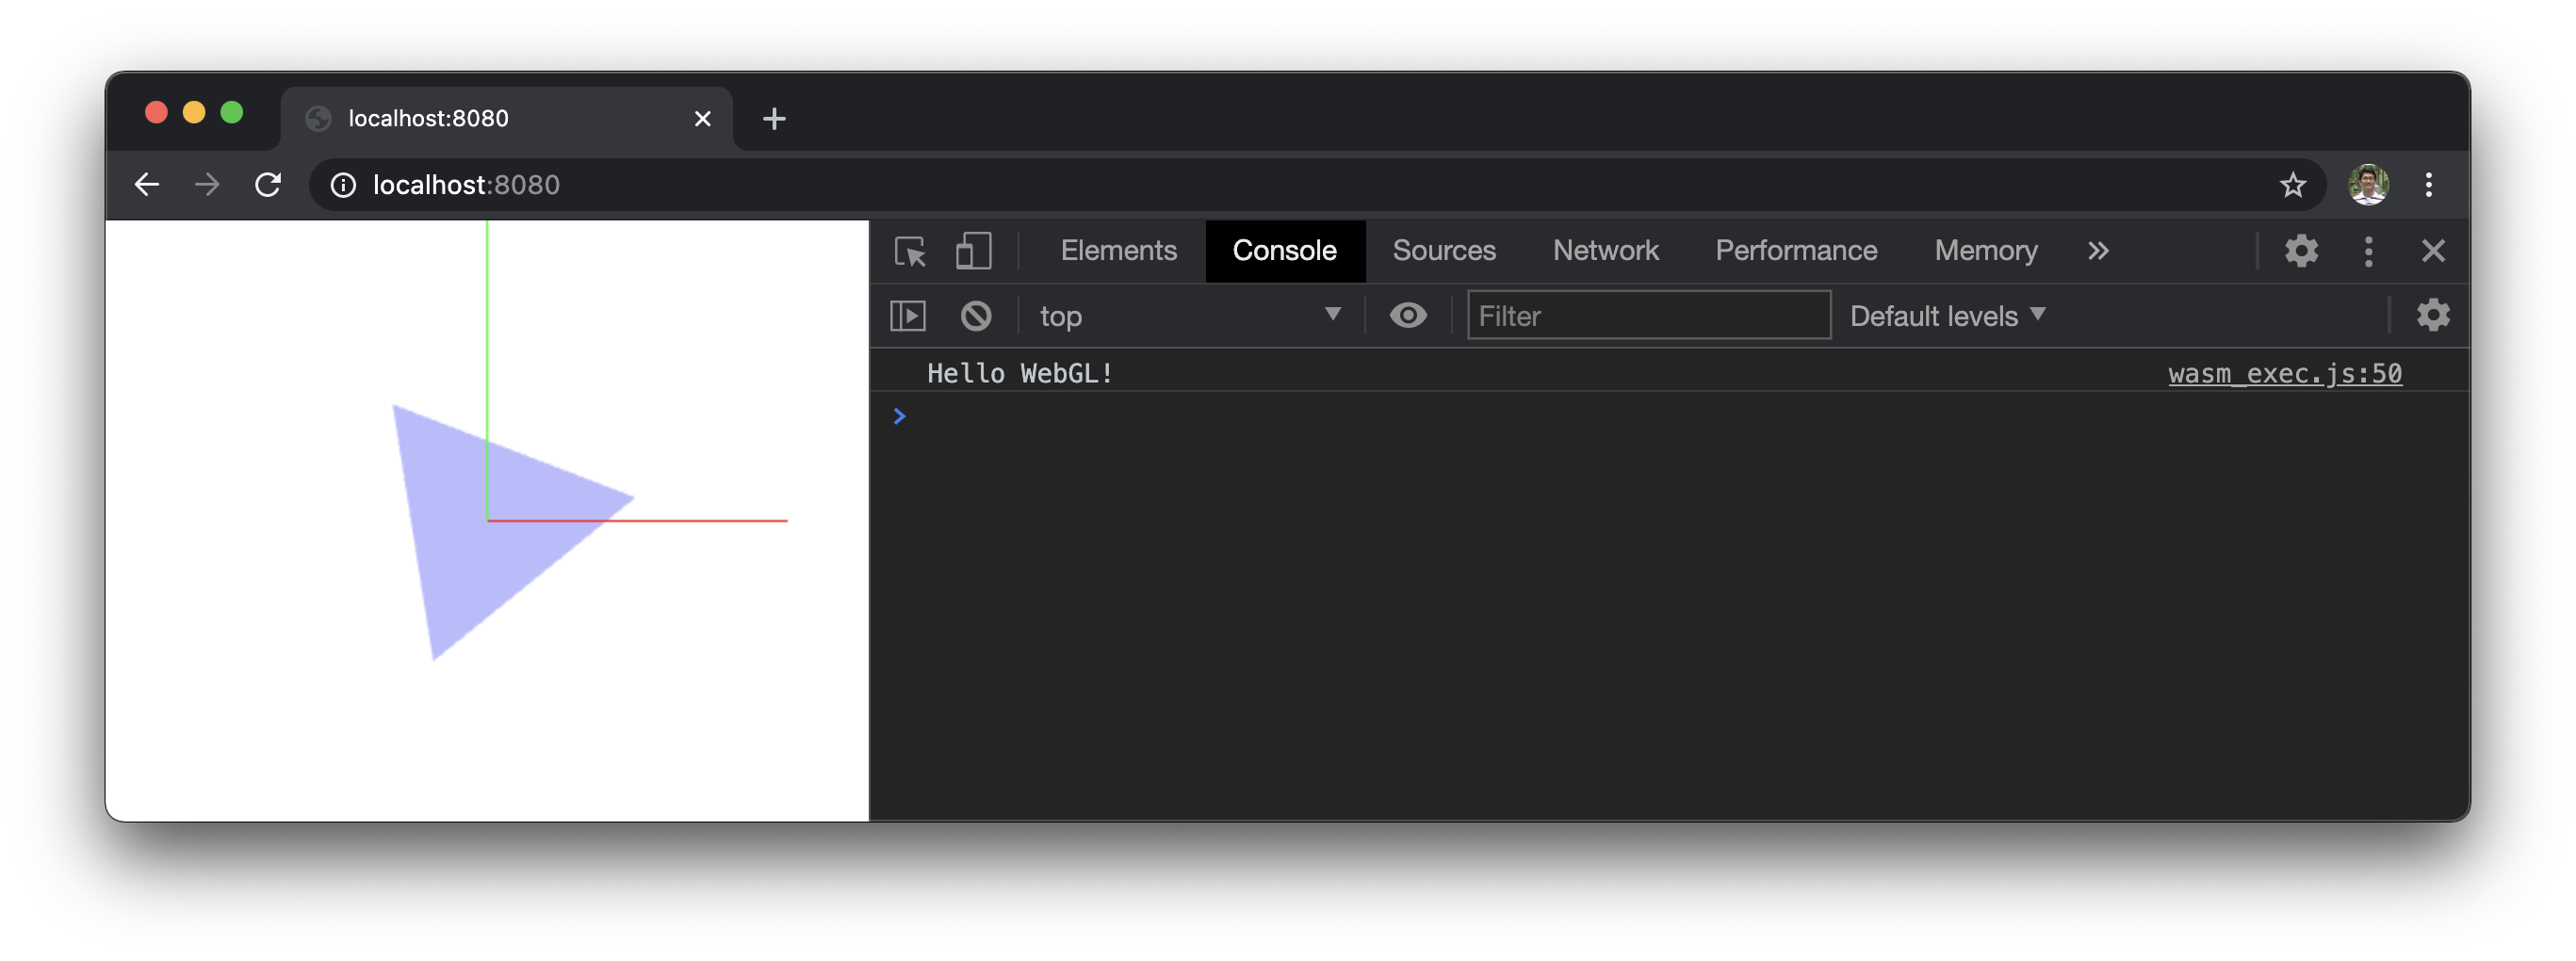 localhost:8080
localhost:8080
Elements Console Sources Network Performance Memory
top Filter Default levels
Hello WebGL! wasm_exec.js:50